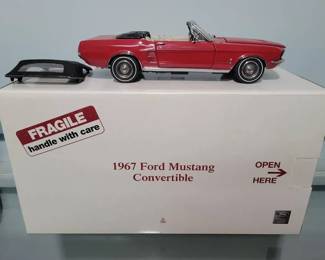 FRAGILE
handle with care
1967 Ford Mustang
Convertible
OPEN
HERE